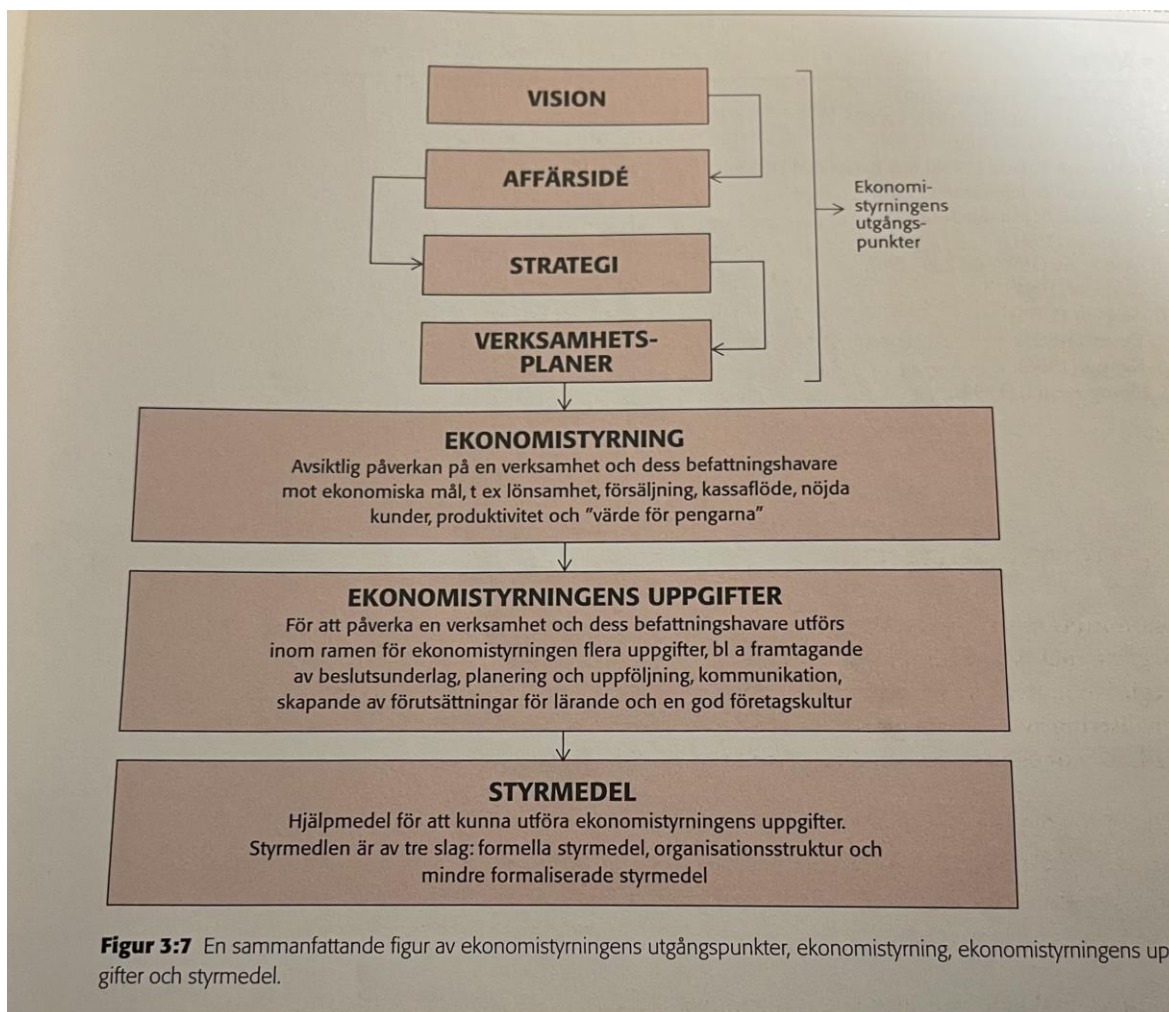 VISION
AFFÄRSIDÉ
STRATEGI
VERKSAMHETS-
PLANER
Ekonomi-
styrningens
utgångs-
punkter
EKONOMISTYRNING
Avsiktlig påverkan på en verksamhet och dess befattningshavare
mot ekonomiska mål, t ex lönsamhet, försäljning, kassaflöde, nöjda
kunder, produktivitet och ”värde för pengarna”
EKONOMISTYRNINGENS UPPGIFTER
För att påverka en verksamhet och dess befattningshavare utförs
inom ramen för ekonomistyrningen flera uppgifter, bl a framtagande
av beslutsunderlag, planering och uppföljning, kommunikation,
skapande av förutsättningar för lärande och en god företagskultur
STYRMEDEL
Hjälpmedel för att kunna utföra ekonomistyrningens uppgifter.
Styrmedlen är av tre slag: formella styrmedel, organisationsstruktur och
mindre formaliserade styrmedel
Figur 3:7 En sammanfattande figur av ekonomistyrningens utgångspunkter, ekonomistyrning, ekonomistyrningens up
gifter och styrmedel.